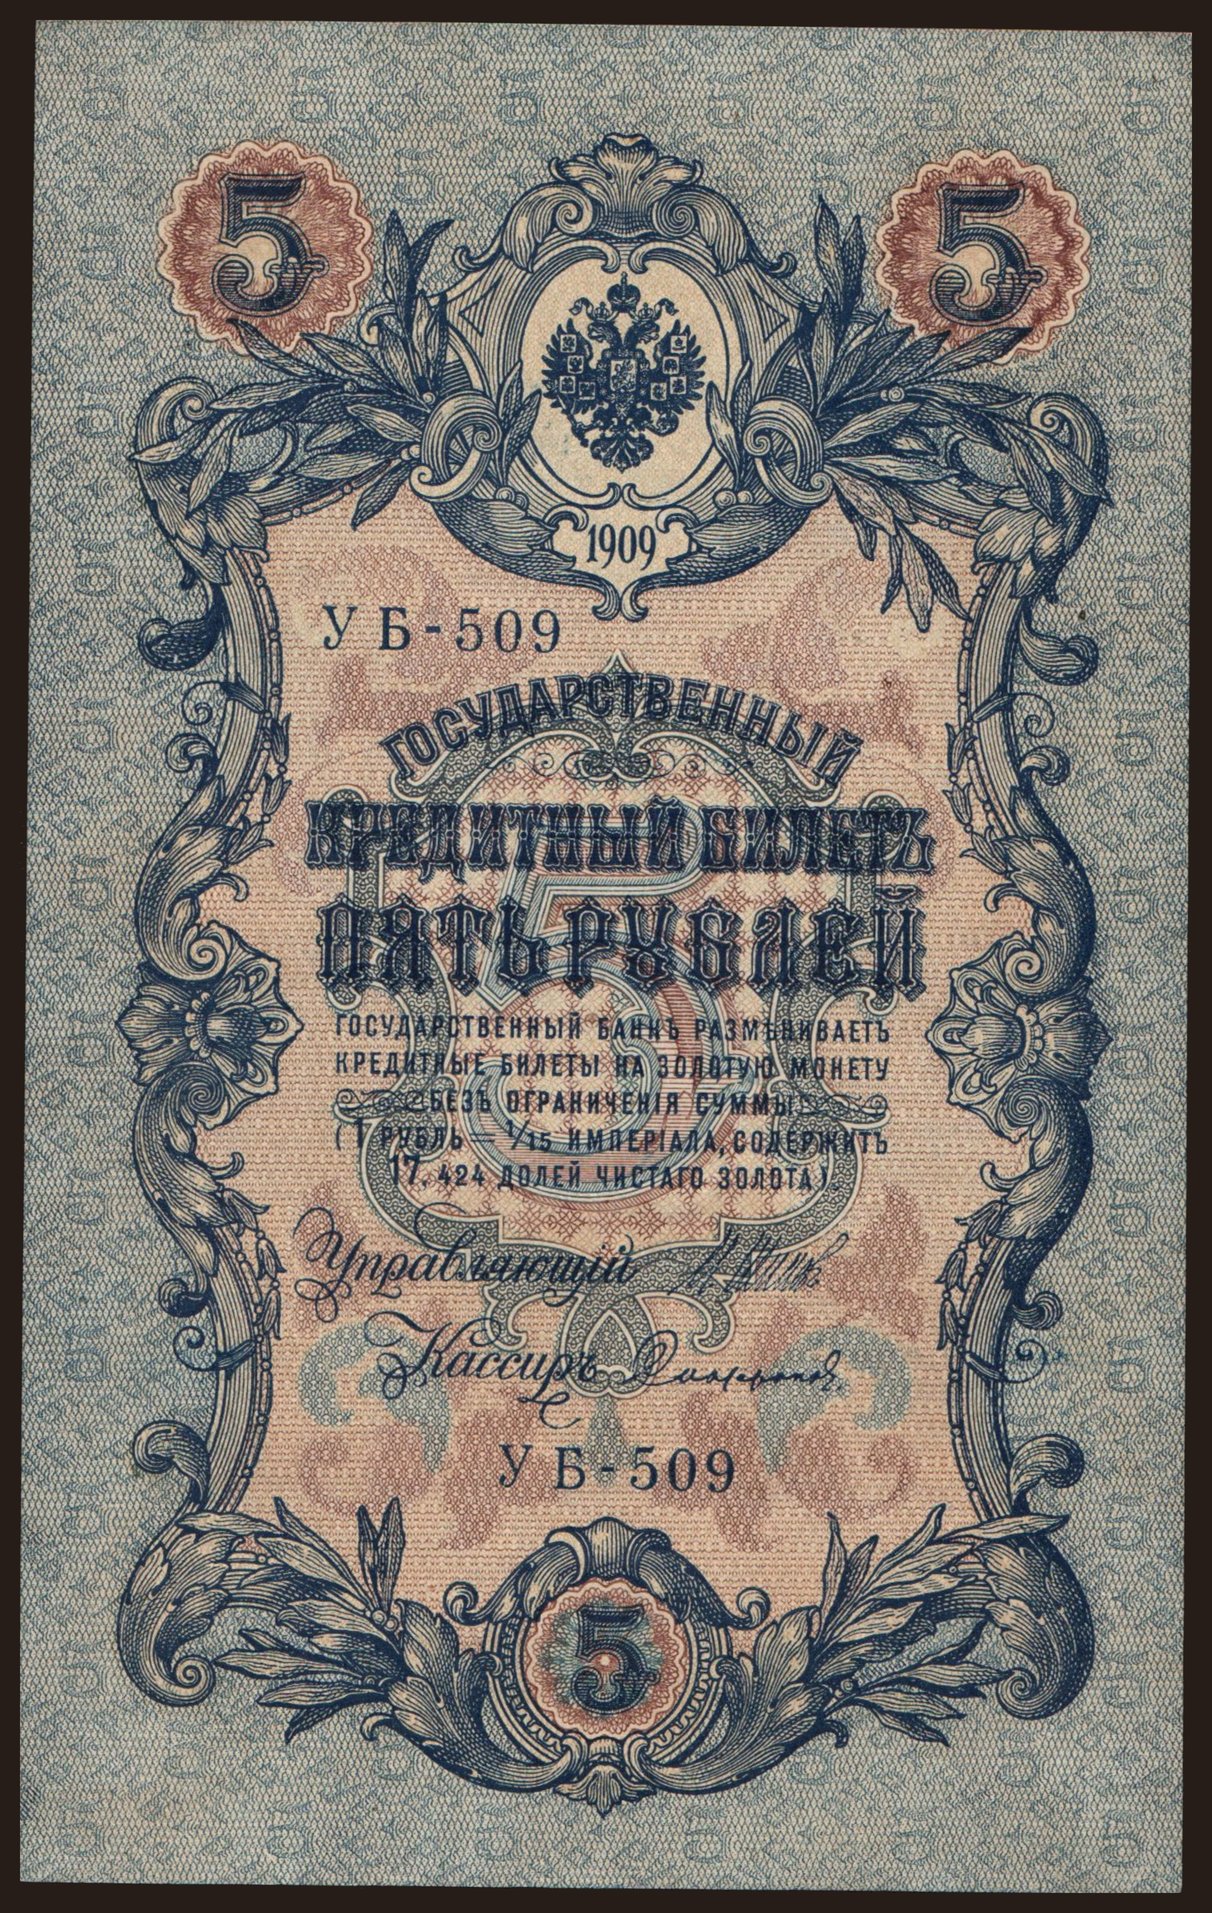 5 5
1909
УБ-509
ГОСУДАРСТВЕННЫЙ
КРЕДИТНЫЙ БИЛЕТЪ
ПЯТЬ РУБЛЕЙ
5
ГОСУДАРСТВЕННЫЙ БАНКЪ РАЗМѢНИВАЕТЪ
КРЕДИТНЫЕ БИЛЕТЫ НА ЗОЛОТУЮ МОНЕТУ
БЕЗЪ ОГРАНИЧЕНІЯ СУММЫ
(1 РУБЛЬ = 1/15 ИМПЕРІАЛА, СОДЕРЖИТЪ
17,424 ДОЛЕЙ ЧИСТАГО ЗОЛОТА).
Управляющій
Кассиръ
УБ-509
5